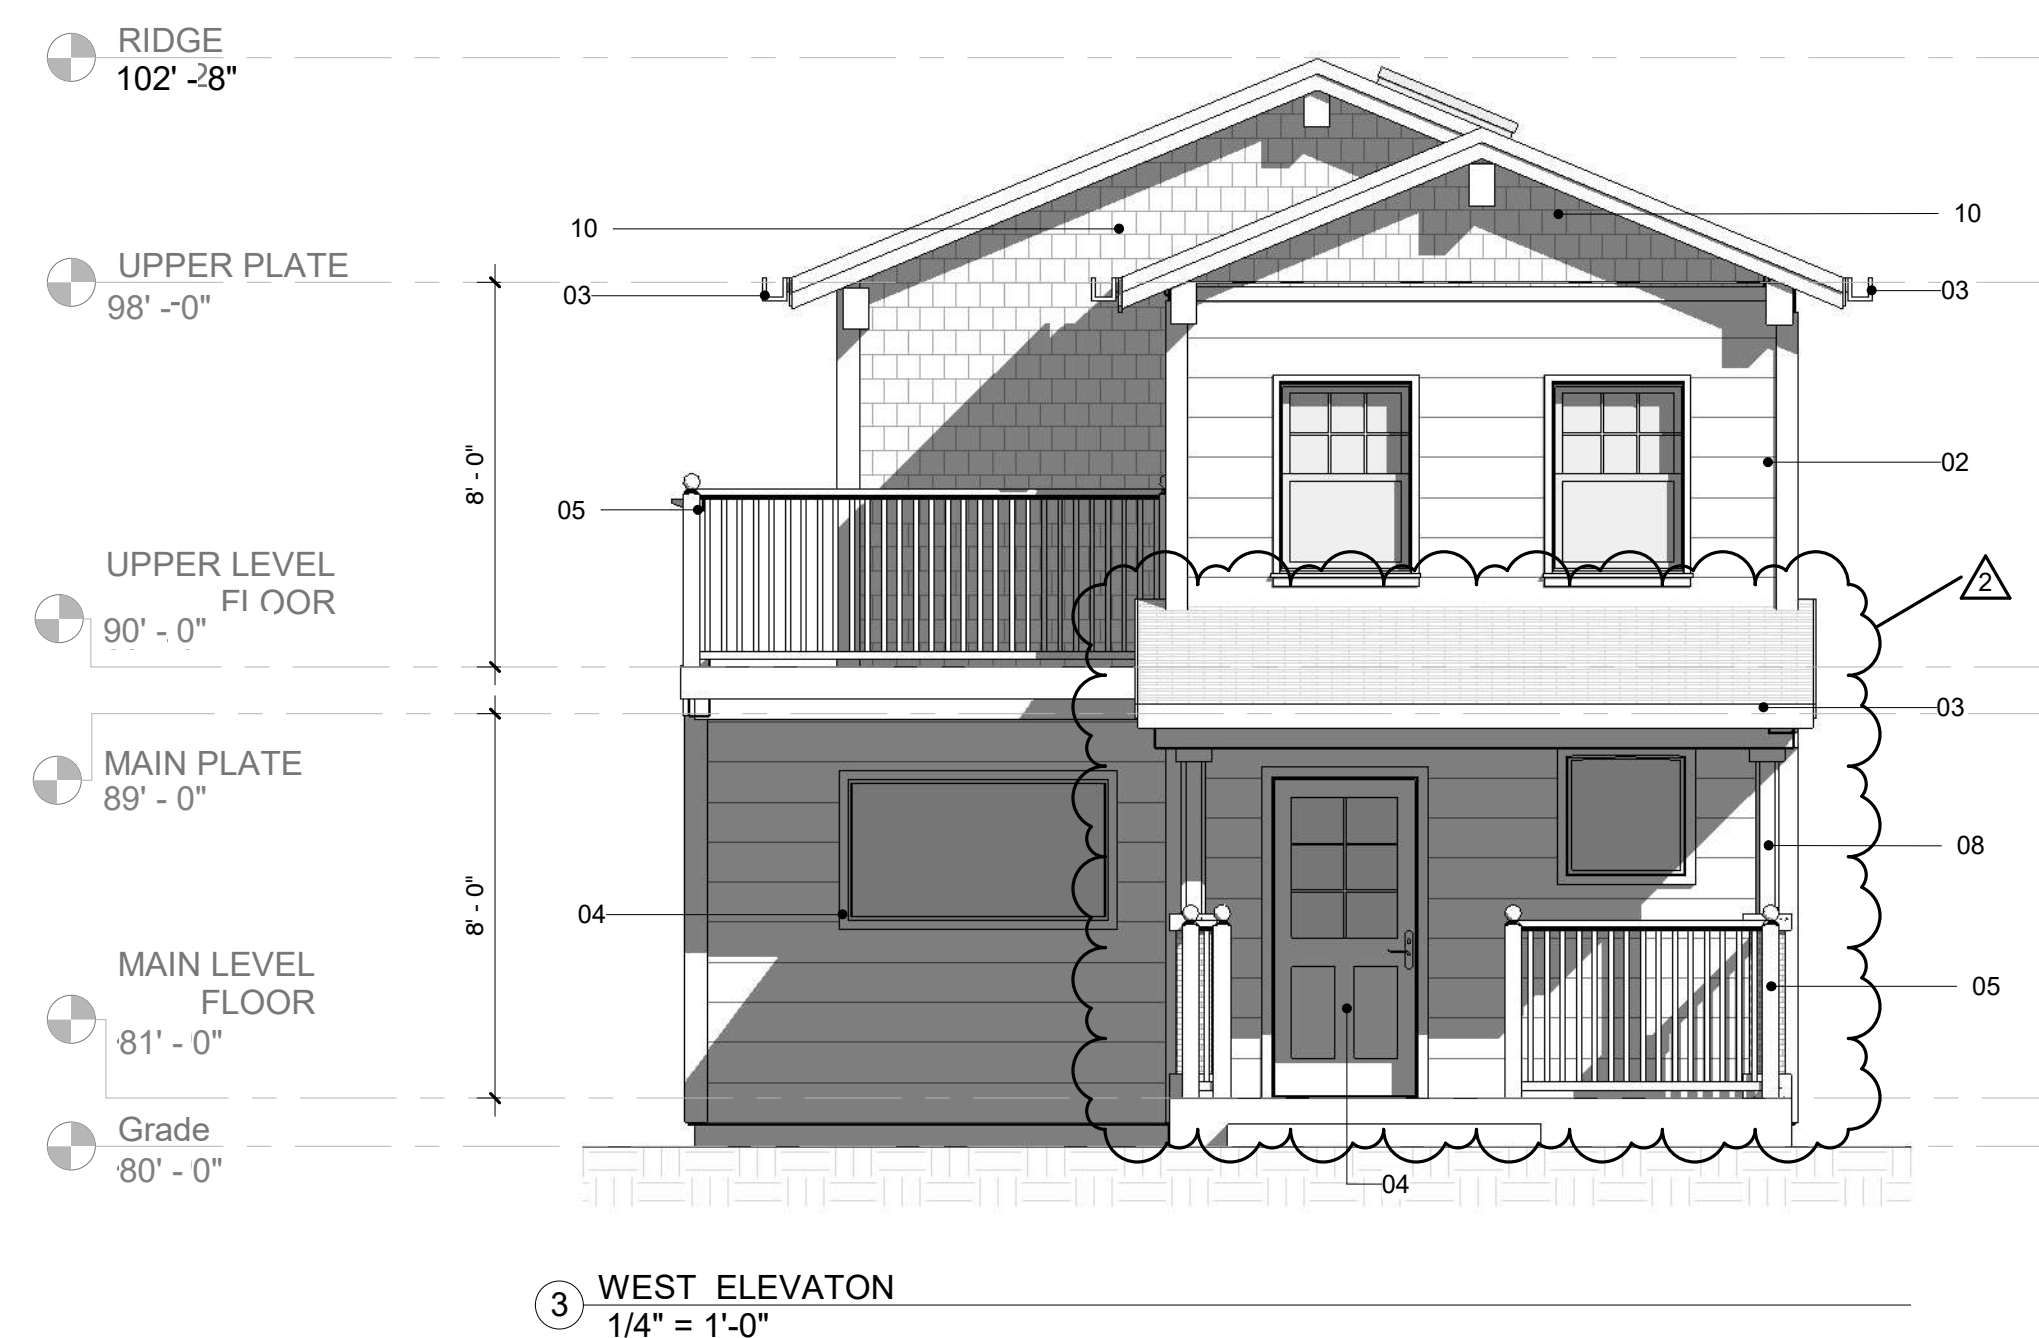 RIDGE
102' - 8"
10
10
UPPER PLATE
98' - 0"
03
03
02
8' - 0"
05
UPPER LEVEL
FLOOR
90' - 0"
2
03
MAIN PLATE
89' - 0"
08
04
8' - 0"
MAIN LEVEL
FLOOR
81' - 0"
05
Grade
80' - 0"
04
3
WEST ELEVATON
1/4" = 1'-0"